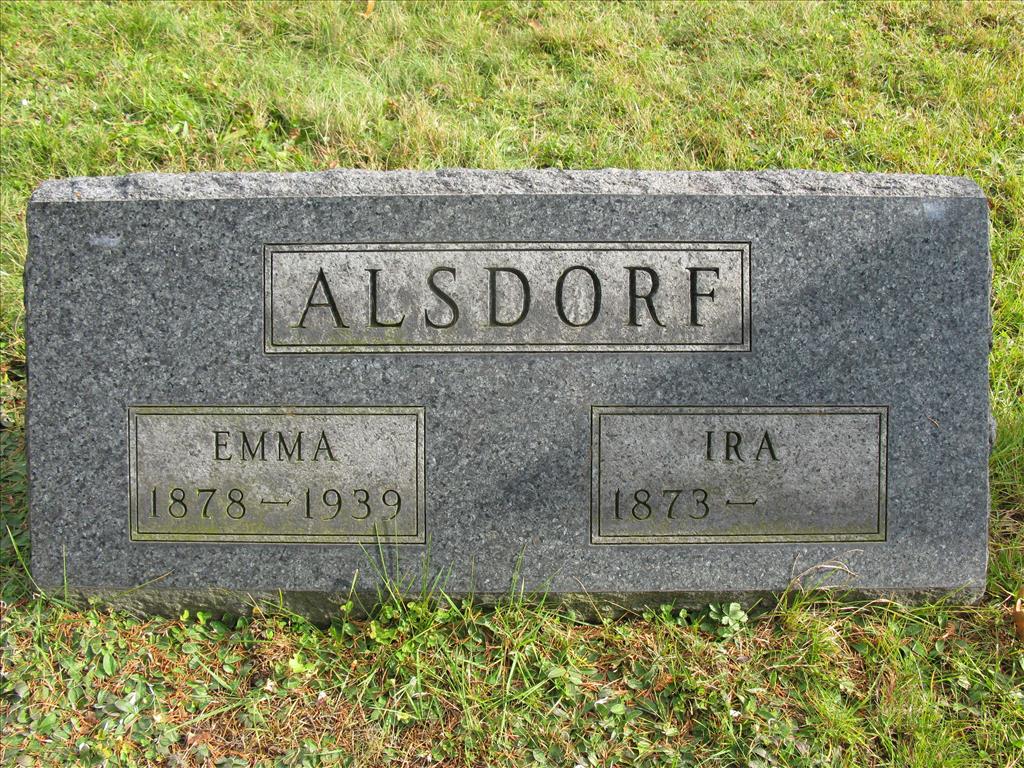 ALSDORF
EMMA
1878 – 1939
IRA
1873 –